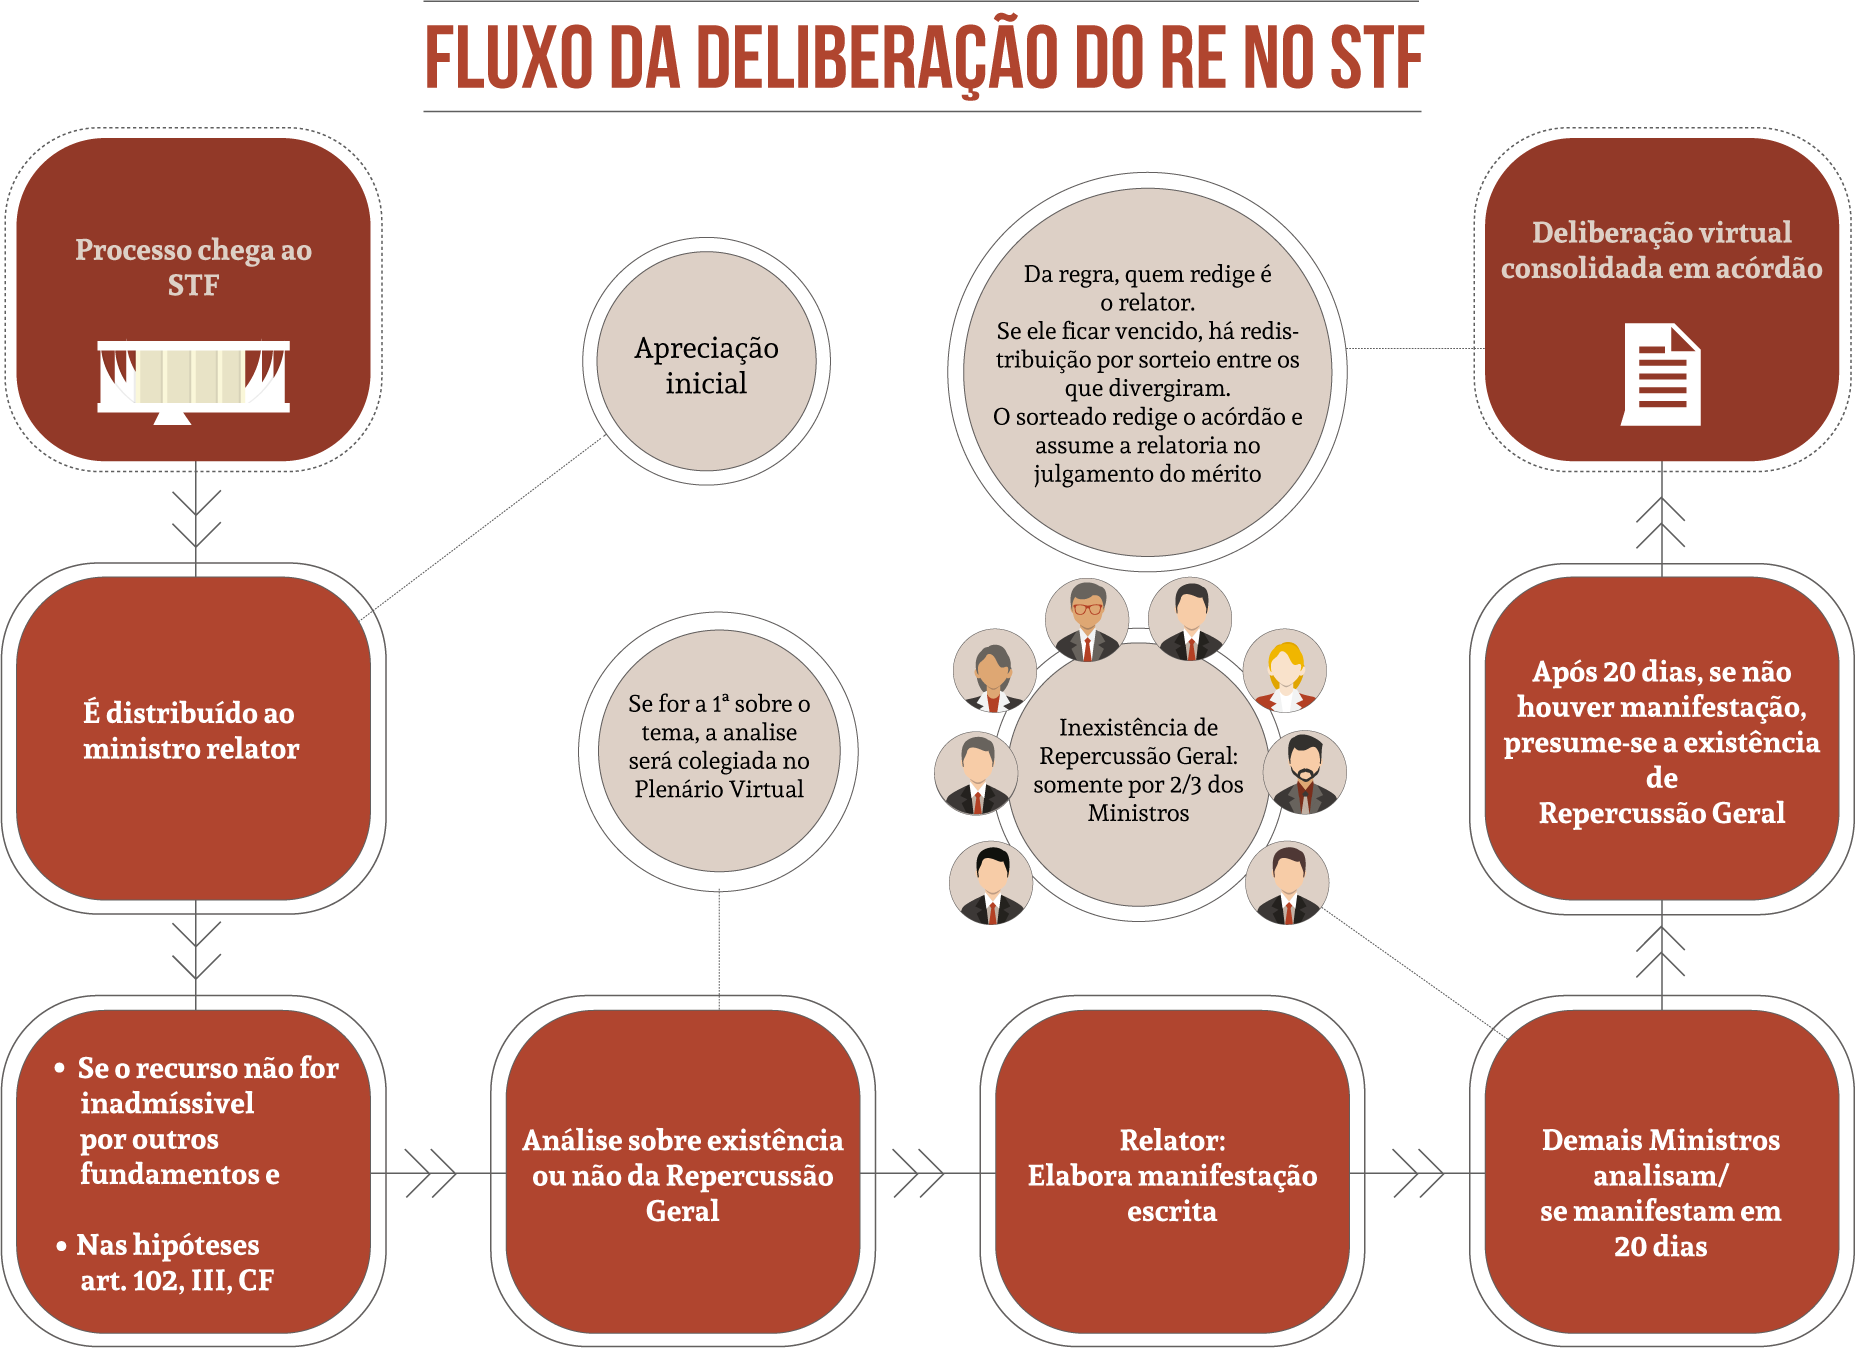 FLUXO DA DELIBERAÇÃO DO RE NO STF
Processo chega ao
STF
É distribuído ao
ministro relator
Apreciação
inicial
• Se o recurso não for
inadmíssivel
por outros
fundamentos e
• Nas hipóteses
art. 102, III, CF
Análise sobre existência
ou não da Repercussão
Geral
Se for a 1ª sobre o
tema, a analise
será colegiada no
Plenário Virtual
Relator:
Elabora manifestação
escrita
Demais Ministros
analisam/
se manifestam em
20 dias
Inexistência de
Repercussão Geral:
somente por 2/3 dos
Ministros
Após 20 dias, se não
houver manifestação,
presume-se a existência
de
Repercussão Geral
Deliberação virtual
consolidada em acórdão
Da regra, quem redige é
o relator.
Se ele ficar vencido, há redis-
tribuição por sorteio entre os
que divergiram.
O sorteado redige o acórdão e
assume a relatoria no
julgamento do mérito